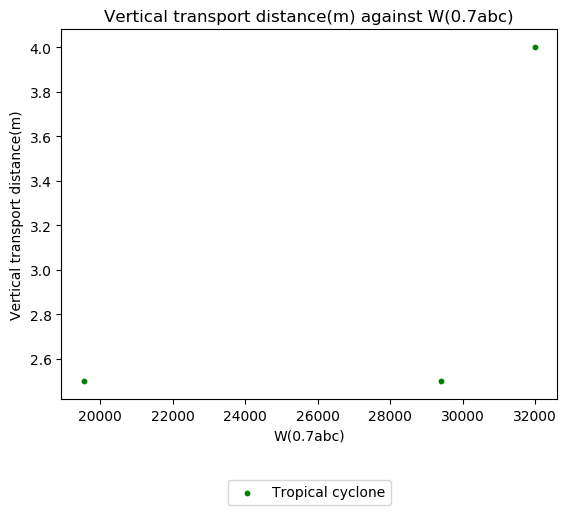 Vertical transport distance(m) against W(0.7abc)
4.0
3.8
3.6
3.4
3.2
3.0
2.8
2.6
Vertical transport distance(m)
20000 22000 24000 26000 28000 30000 32000
W(0.7abc)
Tropical cyclone